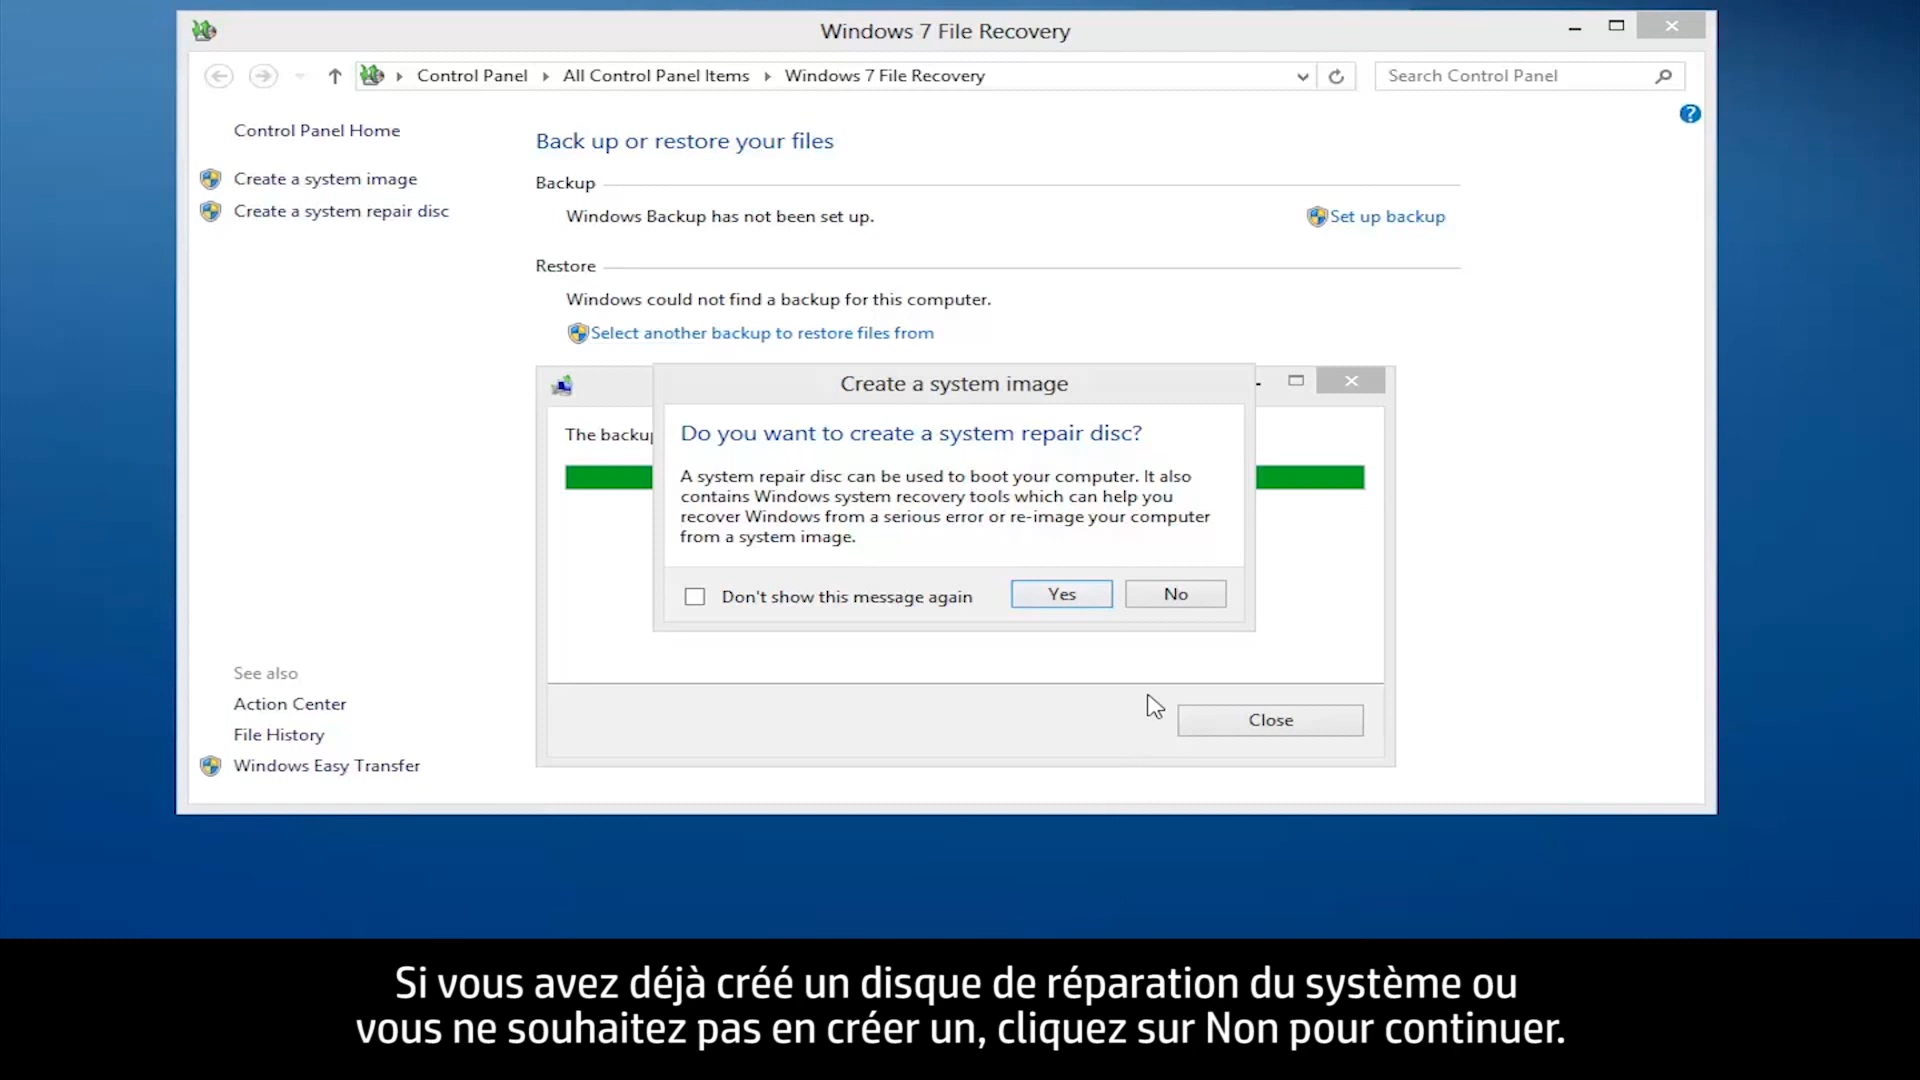 Windows 7 File Recovery
Control Panel
All Control Panel Items
Windows 7 File Recovery
Search Control Panel
Control Panel Home
Create a system image
Create a system repair disc
Back up or restore your files
Backup
Windows Backup has not been set up.
Set up backup
Restore
Windows could not find a backup for this computer.
Select another backup to restore files from
Create a system image
The backup
Do you want to create a system repair disc?
A system repair disc can be used to boot your computer. It also
contains Windows system recovery tools which can help you
recover Windows from a serious error or re-image your computer
from a system image.
Don't show this message again
Yes
No
Close
See also
Action Center
File History
Windows Easy Transfer
Si vous avez déjà créé un disque de réparation du système ou
vous ne souhaitez pas en créer un, cliquez sur Non pour continuer.